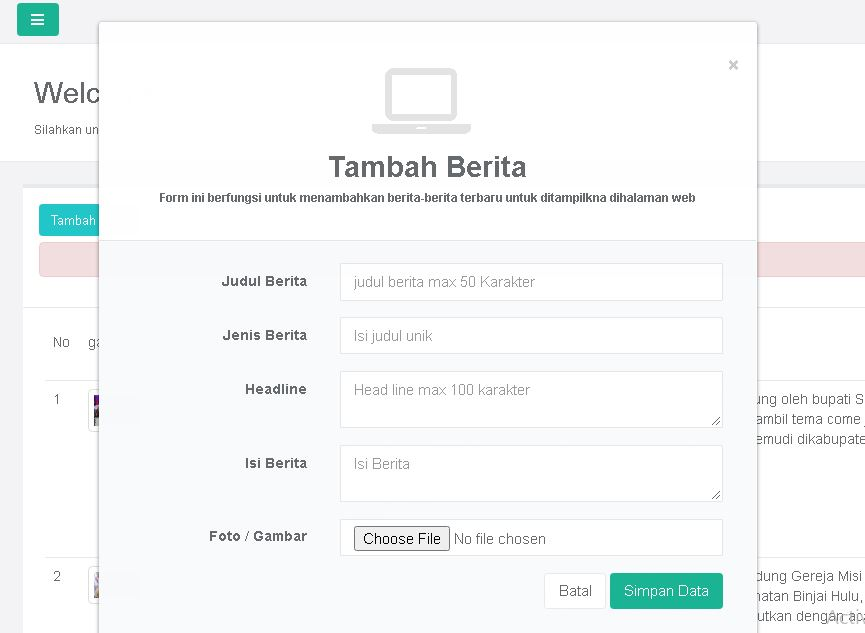 Welc
Silahkan un
Tambah
×
Tambah Berita
Form ini berfungsi untuk menambahkan berita-berita terbaru untuk ditampilkna dihalaman web
Judul Berita
judul berita max 50 Karakter
Jenis Berita
Isi judul unik
Headline
Head line max 100 karakter
Isi Berita
Isi Berita
Foto / Gambar
Choose File No file chosen
Batal
Simpan Data
No ga
1
ung oleh bupati S
ambil tema come
emudi dikabupate
2
dung Gereja Misi
natan Binjai Hulu,
utkan dengan